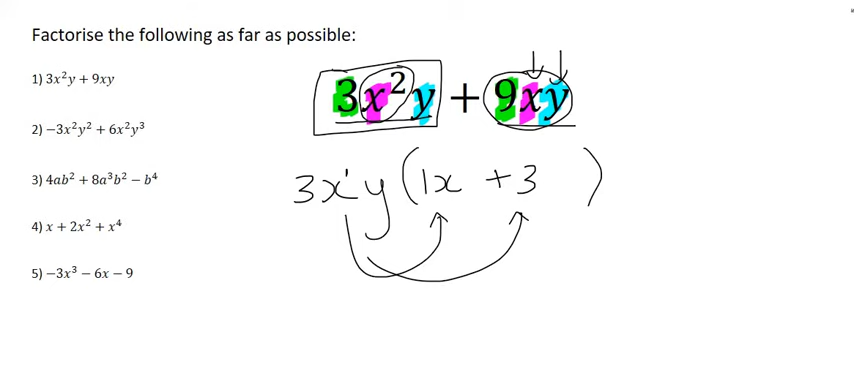 Factorise the following as far as possible:
1) 3x²y + 9xy
3x²y + 9xy
2) −3x²y² + 6x²y³
3xy(1x + 3 )
3) 4ab² + 8a³b² − b⁴
4) x + 2x² + x⁴
5) −3x³ − 6x − 9